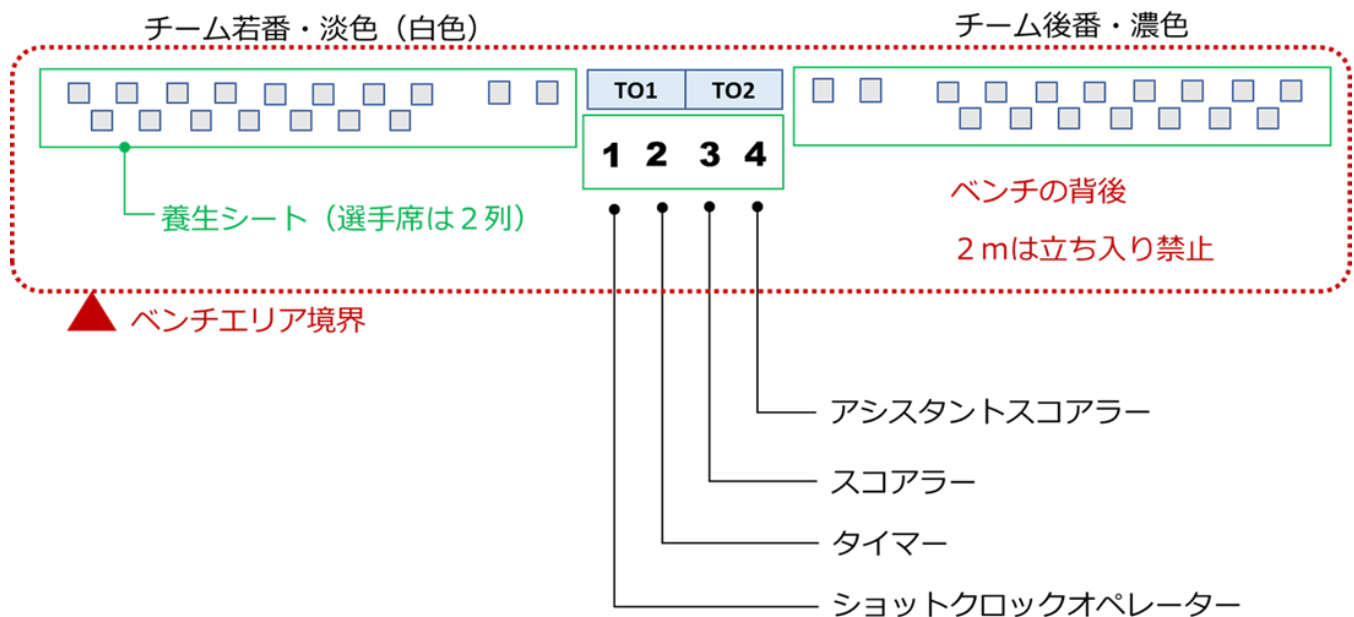 チーム若番・淡色（白色）
チーム後番・濃色
TO1 TO2
1 2 3 4
養生シート（選手席は２列）
ベンチの背後
２ｍは立ち入り禁止
ベンチエリア境界
アシスタントスコアラー
スコアラー
タイマー
ショットクロックオペレーター